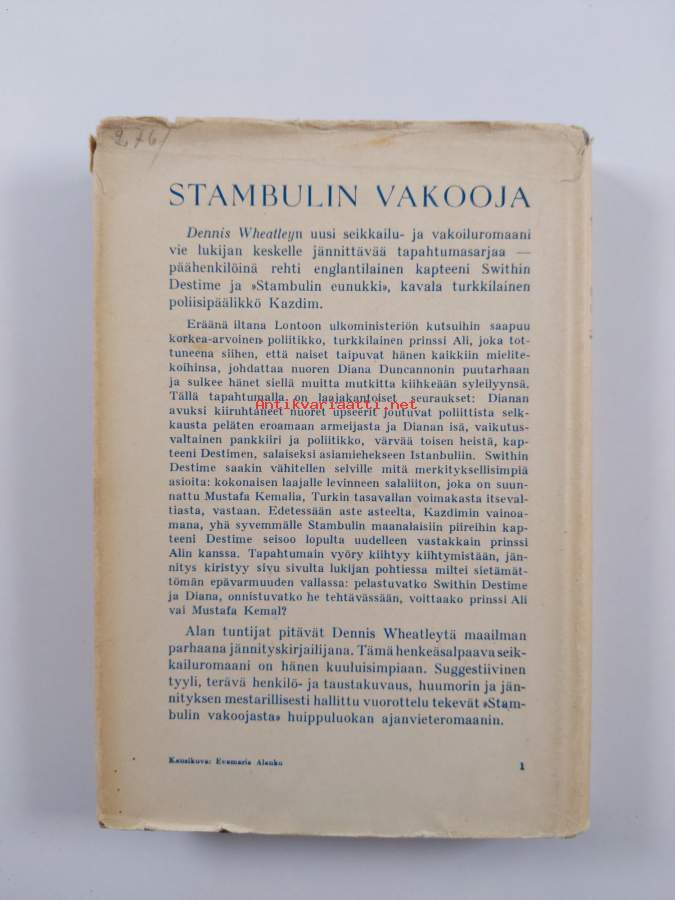 2,76/
STAMBULIN VAKOOJA
Dennis Wheatleyn uusi seikkailu- ja vakoiluromaani
vie lukijan keskelle jännittävää tapahtumasarjaa —
päähenkilöinä rehti englantilainen kapteeni Swithin
Destime ja »Stambulin eunukki», kavala turkkilainen
poliisipäälikkö Kazdim.
Eräänä iltana Lontoon ulkoministeriön kutsuihin saapuu
korkea-arvoinen poliitikko, turkkilainen prinssi Ali, joka tot-
tuneena siihen, että naiset taipuvat hänen kaikkiin mielite-
koihinsa, johdattaa nuoren Diana Duncannonin puutarhaan
ja sulkee hänet siellä muitta mutkitta kiihkeään syleilyynsä.
Tällä tapahtumalla on laajakantoiset seuraukset: Dianan
Antikvariaatti.net
avuksi kiiruhtaneet nuoret upseerit joutuvat poliittista selk-
kausta peläten eroamaan armeijasta ja Dianan isä, vaikutus-
valtainen pankkiiri ja poliitikko, värvää toisen heistä, kap-
teeni Destimen, salaiseksi asiamiehekseen Istanbuliin. Swithin
Destime saakin vähitellen selville mitä merkityksellisimpiä
asioita: kokonaisen laajalle levinneen salaliiton, joka on suun-
nattu Mustafa Kemalia, Turkin tasavallan voimakasta itseval-
tiasta, vastaan. Edetessään aste asteelta, Kazdimin vainoa-
mana, yhä syvemmälle Stambulin maanalaisiin piireihin kap-
teeni Destime seisoo lopulta uudelleen vastakkain prinssi
Alin kanssa. Tapahtumain vyöry kiihtyy kiihtymistään, jän-
nitys kiristyy sivu sivulta lukijan pohtiessa miltei sietämät-
tömän epävarmuuden vallassa: pelastuvatko Swithin Destime
ja Diana, onnistuvatko he tehtävässään, voittaako prinssi Ali
vai Mustafa Kemal?
Alan tuntijat pitävät Dennis Wheatleytä maailman
parhaana jännityskirjailijana. Tämä henkeäsalpaava seik-
kailuromaani on hänen kuuluisimpiaan. Suggestiivinen
tyyli, terävä henkilö- ja taustakuvaus, huumorin ja jän-
nityksen mestarillisesti hallittu vuorottelu tekevät »Stam-
bulin vakoojasta» huippuluokan ajanvieteromaanin.
Kansikuva: Evamaria Alanko
1